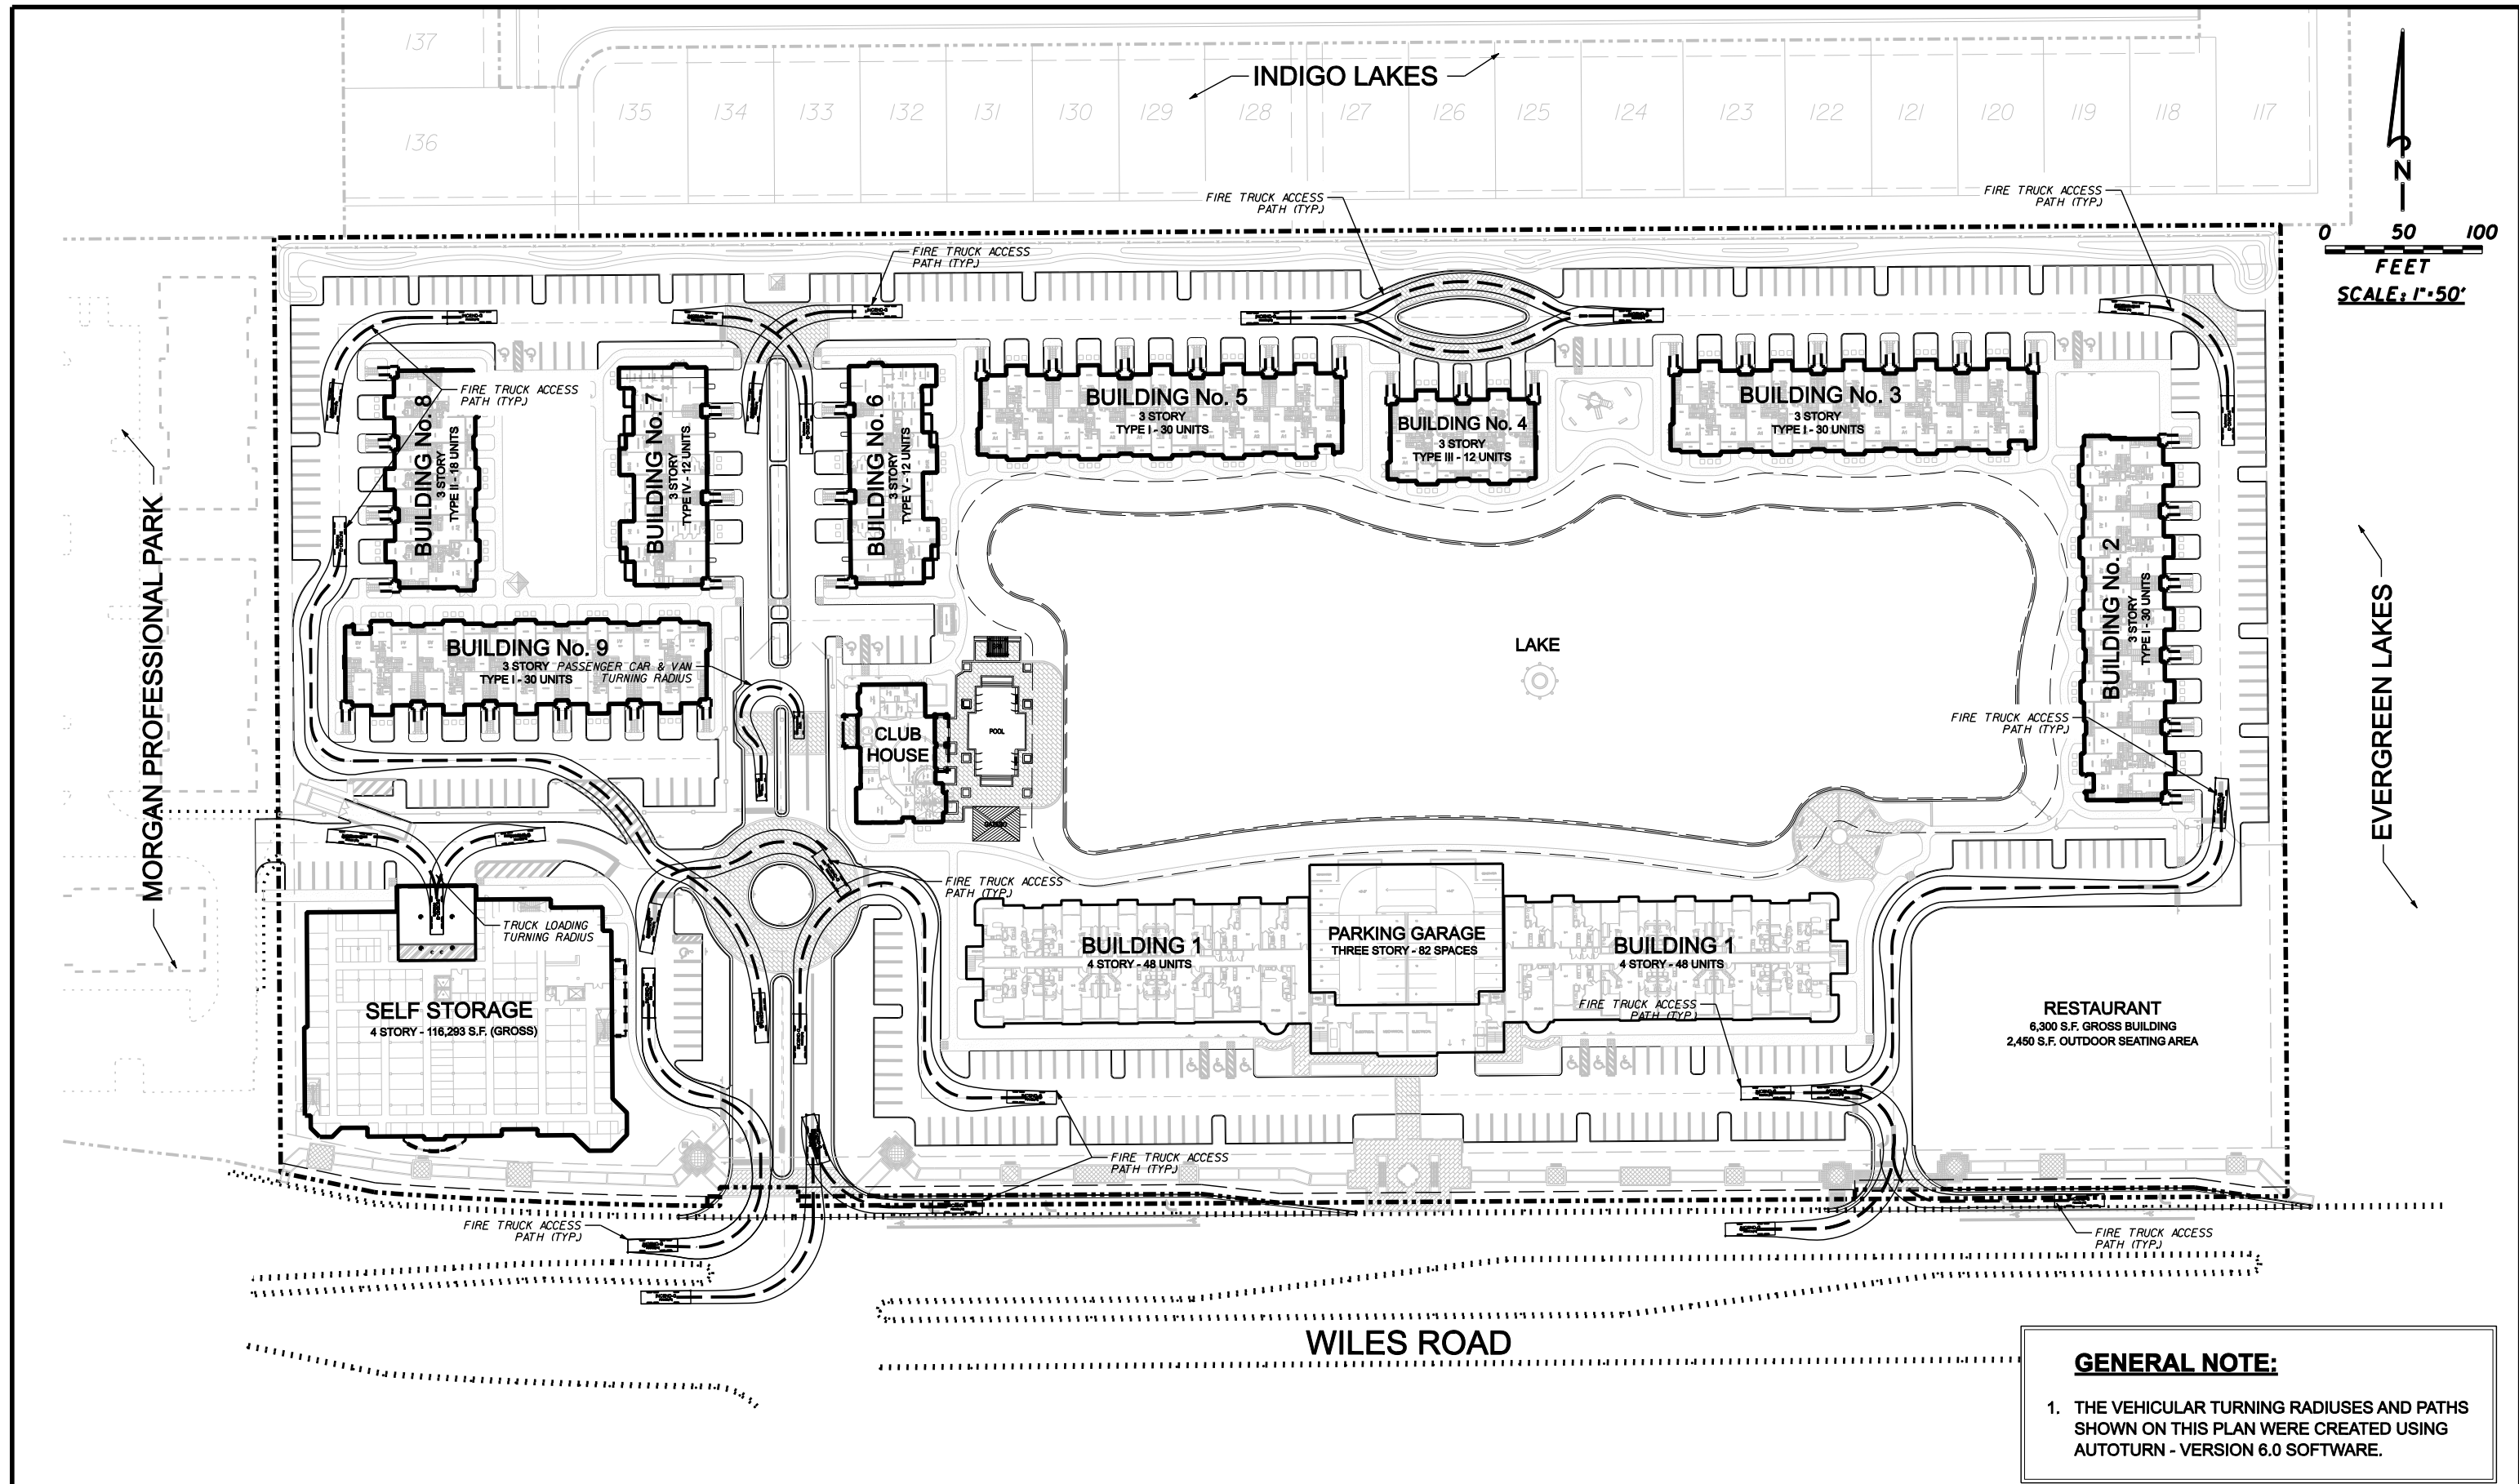 137
INDIGO LAKES
136
135
134
133
132
131
130
129
128
127
126
125
124
123
122
121
120
119
118
117
N
0 50 100
FEET
SCALE: 1"=50'
FIRE TRUCK ACCESS
PATH (TYP.)
FIRE TRUCK ACCESS
PATH (TYP.)
FIRE TRUCK ACCESS
PATH (TYP.)
FIRE TRUCK ACCESS
PATH (TYP.)
BUILDING No. 8
3 STORY
TYPE II - 18 UNITS
BUILDING No. 7
3 STORY
TYPE IV - 12 UNITS
BUILDING No. 6
3 STORY
TYPE V - 12 UNITS
BUILDING No. 5
3 STORY
TYPE I - 30 UNITS
BUILDING No. 4
3 STORY
TYPE III - 12 UNITS
BUILDING No. 3
3 STORY
TYPE I - 30 UNITS
BUILDING No. 2
3 STORY
TYPE I - 30 UNITS
MORGAN PROFESSIONAL PARK
EVERGREEN LAKES
BUILDING No. 9
3 STORY
TYPE I - 30 UNITS
PASSENGER CAR & VAN
TURNING RADIUS
LAKE
CLUB
HOUSE
POOL
GAZEBO
FIRE TRUCK ACCESS
PATH (TYP.)
FIRE TRUCK ACCESS
PATH (TYP.)
TRUCK LOADING
TURNING RADIUS
SELF STORAGE
4 STORY - 116,293 S.F. (GROSS)
BUILDING 1
4 STORY - 48 UNITS
PARKING GARAGE
THREE STORY - 82 SPACES
BUILDING 1
4 STORY - 48 UNITS
FIRE TRUCK ACCESS
PATH (TYP.)
RESTAURANT
6,300 S.F. GROSS BUILDING
2,450 S.F. OUTDOOR SEATING AREA
FIRE TRUCK ACCESS
PATH (TYP.)
FIRE TRUCK ACCESS
PATH (TYP.)
FIRE TRUCK ACCESS
PATH (TYP.)
WILES ROAD
GENERAL NOTE:
1. THE VEHICULAR TURNING RADIUSES AND PATHS
SHOWN ON THIS PLAN WERE CREATED USING
AUTOTURN - VERSION 6.0 SOFTWARE.